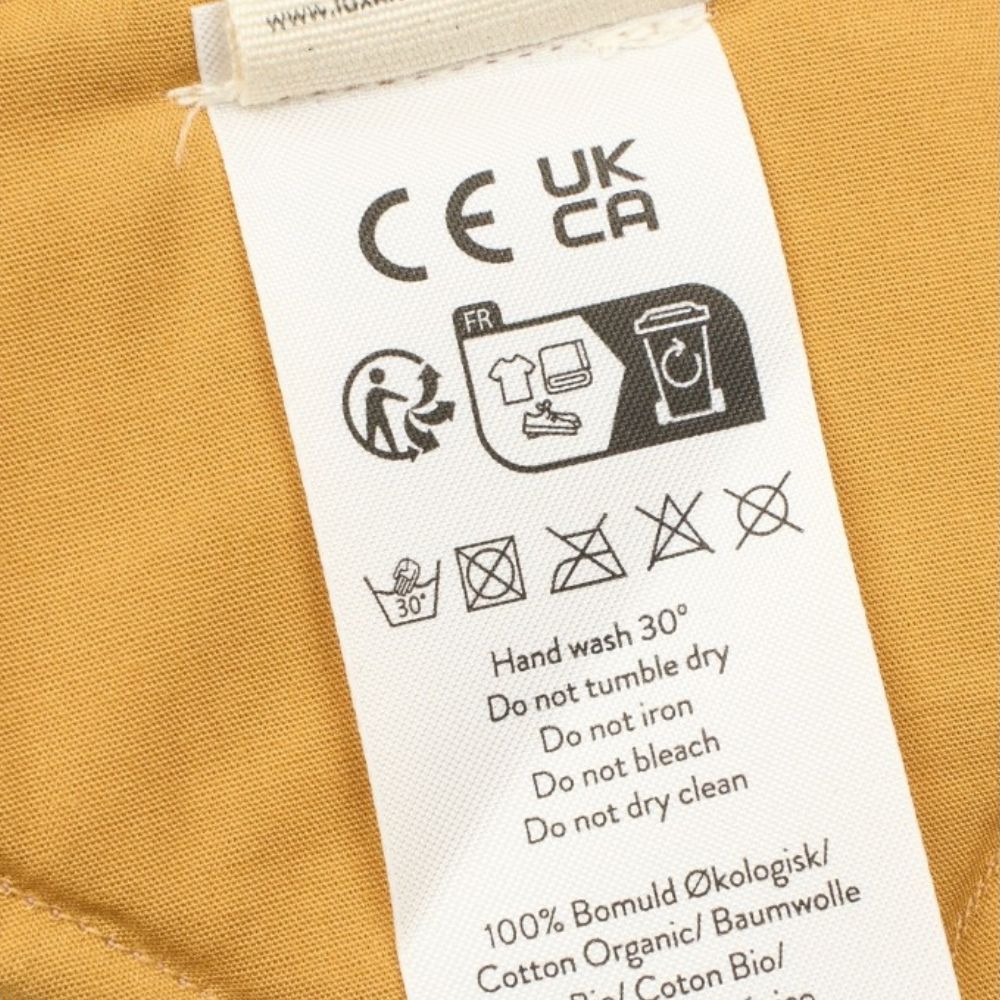 CE UK
CA
FR
30°
Hand wash 30°
Do not tumble dry
Do not iron
Do not bleach
Do not dry clean
100% Bomuld Økologisk/
Cotton Organic/ Baumwolle
Bio/ Coton Bio/